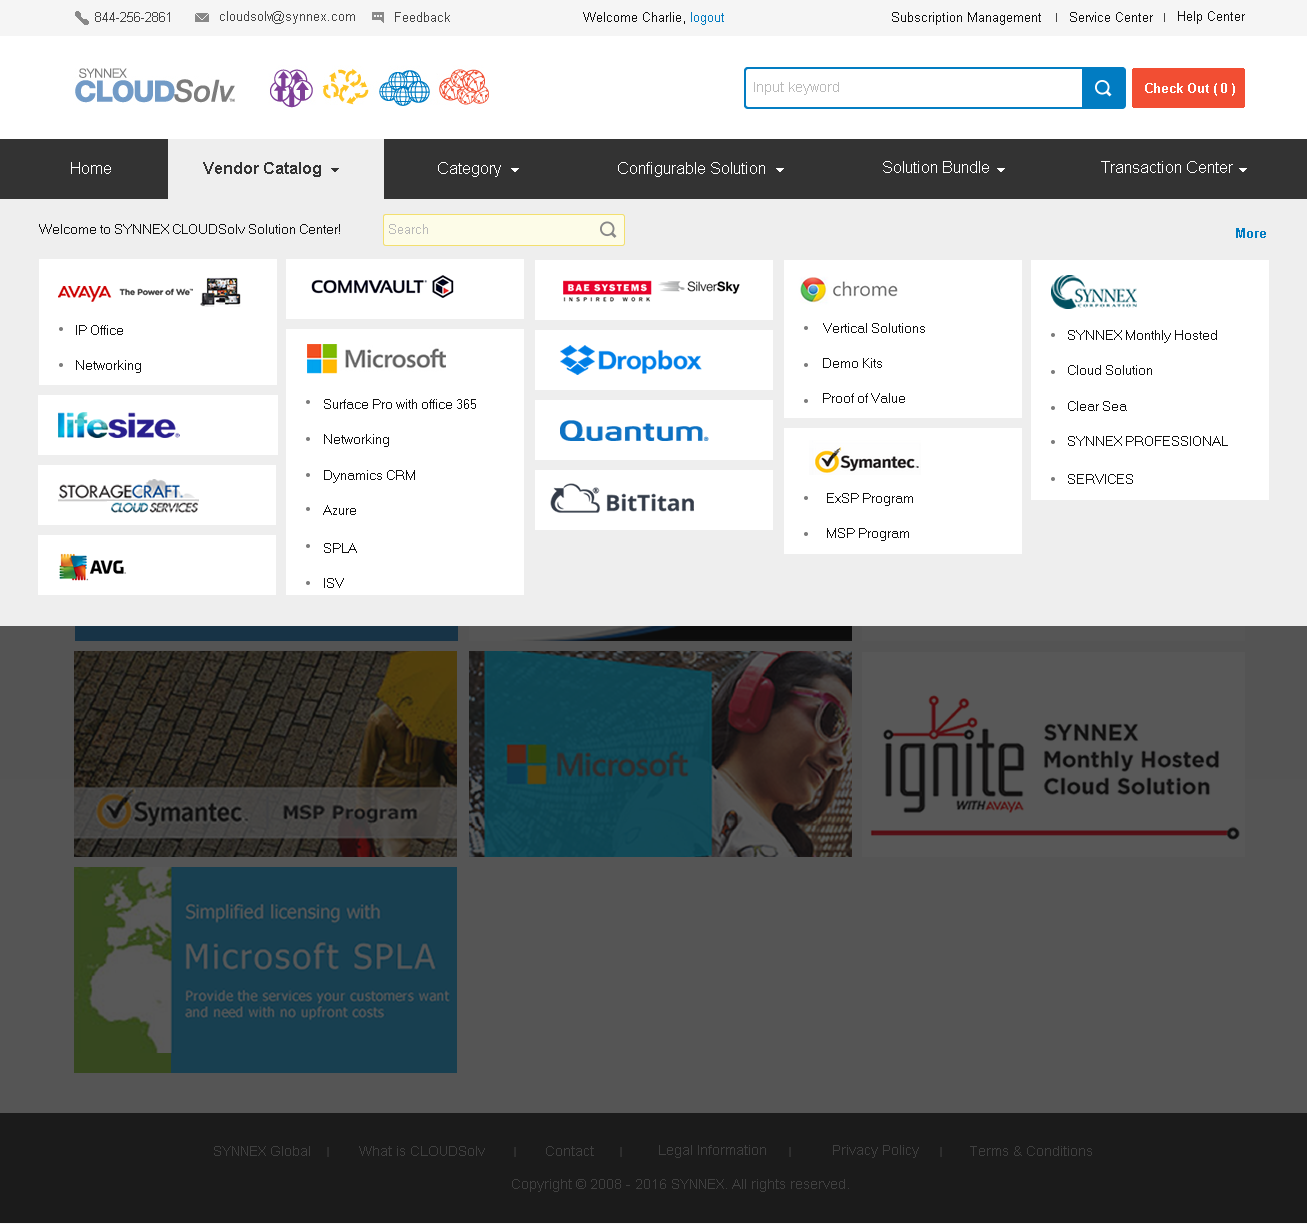 844-256-2861 cloudsolv@synnex.com Feedback Welcome Charlie, logout Subscription Management | Service Center | Help Center
SYNNEX
CLOUDSolv
Input keyword
Check Out ( 0 )
Home Vendor Catalog Category Configurable Solution Solution Bundle Transaction Center
Welcome to SYNNEX CLOUDSolv Solution Center!
Search
More
AVAYA The Power of We™
• IP Office
• Networking
lifesize
STORAGECRAFT
CLOUD SERVICES
AVG
COMMVAULT
Microsoft
• Surface Pro with office 365
• Networking
• Dynamics CRM
• Azure
• SPLA
• ISV
BAE SYSTEMS SilverSky
INSPIRED WORK
Dropbox
Quantum
BitTitan
chrome
• Vertical Solutions
• Demo Kits
• Proof of Value
Symantec.
• ExSP Program
• MSP Program
SYNNEX
CORPORATION
• SYNNEX Monthly Hosted
• Cloud Solution
• Clear Sea
• SYNNEX PROFESSIONAL
• SERVICES
Symantec. MSP Program
Microsoft
ignite
WITH AVAYA
SYNNEX
Monthly Hosted
Cloud Solution
Simplified licensing with
Microsoft SPLA
Provide the services your customers want
and need with no upfront costs
SYNNEX Global | What is CLOUDSolv | Contact | Legal Information | Privacy Policy | Terms & Conditions
Copyright © 2008 - 2016 SYNNEX. All rights reserved.